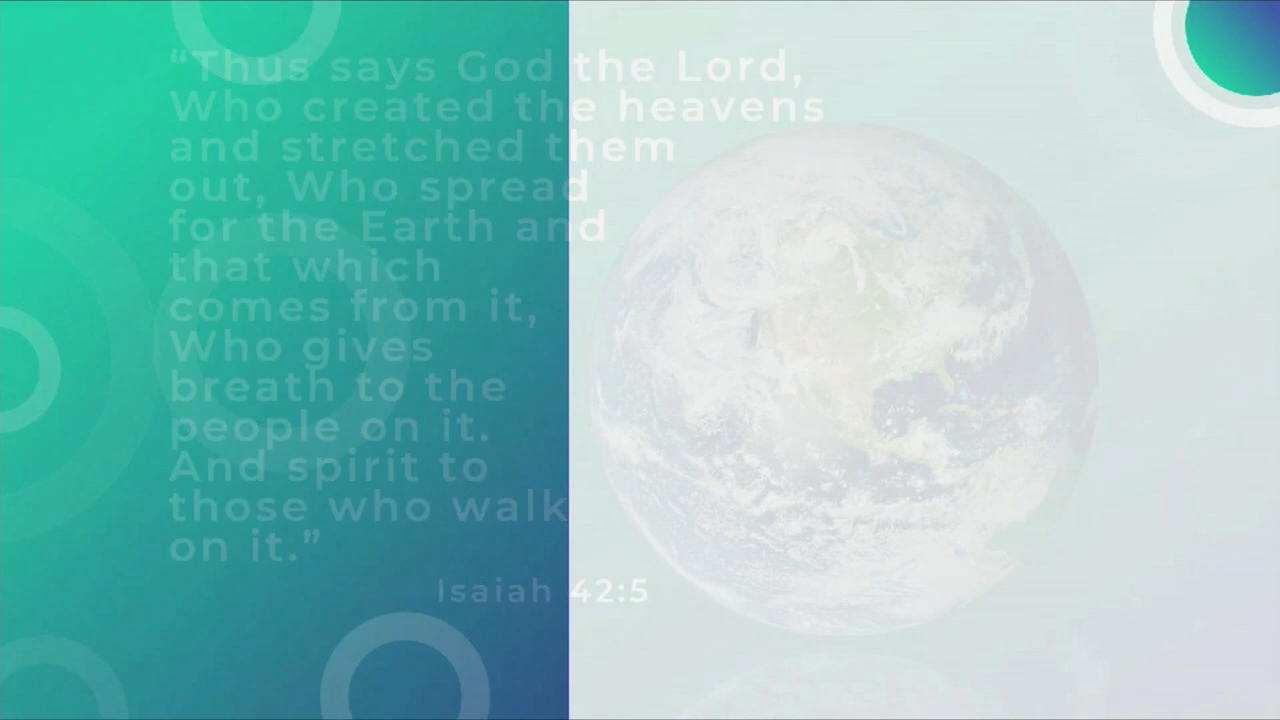 “Thus says God the Lord,
Who created the heavens
and stretched them
out, Who spread
for the Earth and
that which
comes from it,
Who gives
breath to the
people on it.
And spirit to
those who walk
on it.”
Isaiah 42:5